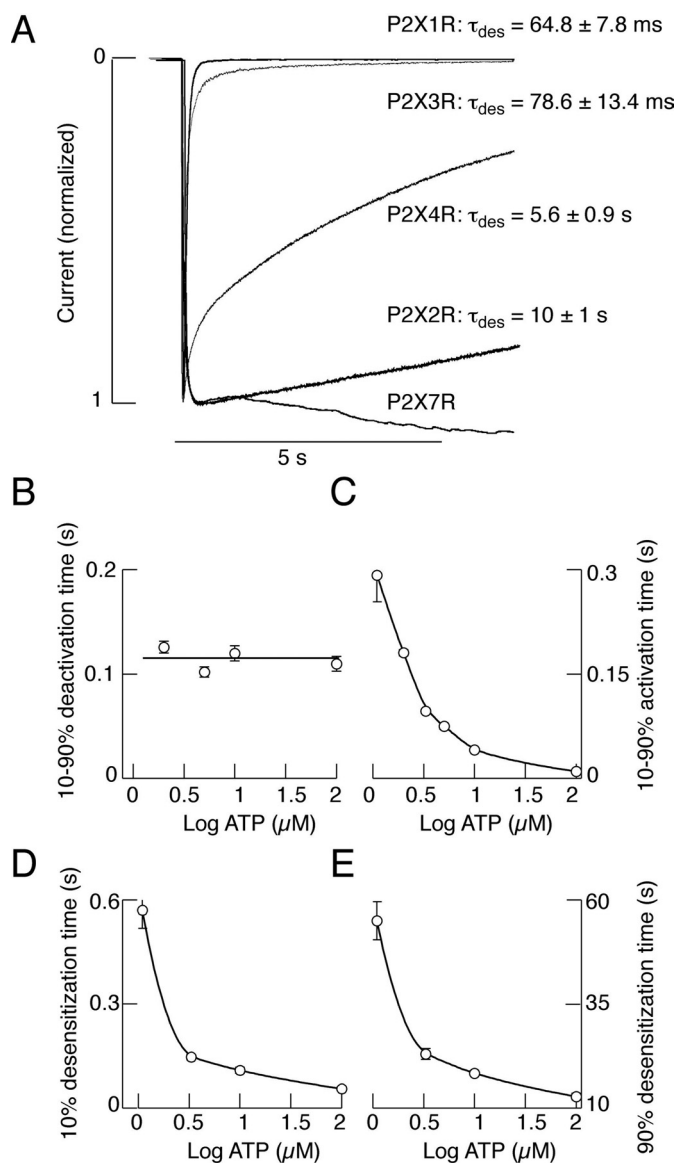 A
P2X1R: τdes = 64.8 ± 7.8 ms
0
P2X3R: τdes = 78.6 ± 13.4 ms
Current (normalized)
P2X4R: τdes = 5.6 ± 0.9 s
P2X2R: τdes = 10 ± 1 s
P2X7R
1
5 s
B
10-90% deactivation time (s)
0.2
0.1
0
0 0.5 1 1.5 2
Log ATP (µM)
C
0.3
0.15
0
10-90% activation time (s)
0 0.5 1 1.5 2
Log ATP (µM)
D
10% desensitization time (s)
0.6
0.3
0
0 0.5 1 1.5 2
Log ATP (µM)
E
60
35
10
90% desensitization time (s)
0 0.5 1 1.5 2
Log ATP (µM)